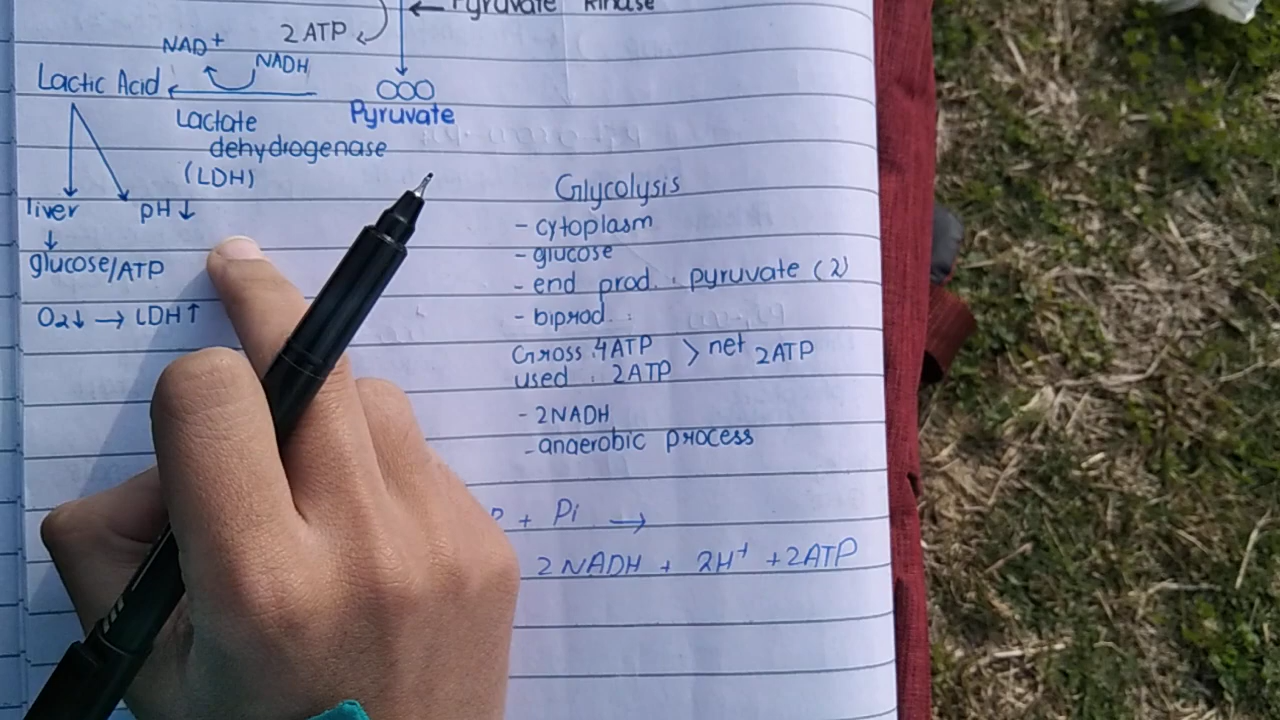 ← Pyruvate kinase
2 ATP
NAD+
NADH
Lactic Acid
Pyruvate
Lactate
dehydrogenase
(LDH)
liver
pH↓
glucose/ATP
O2↓ → LDH↑
Glycolysis
- cytoplasm
- glucose
- end prod. : pyruvate (2)
- biprod. :
Gross : 4ATP > net 2ATP
used : 2ATP
- 2NADH
- anaerobic process
+ Pi →
2NADH + 2H+ + 2ATP